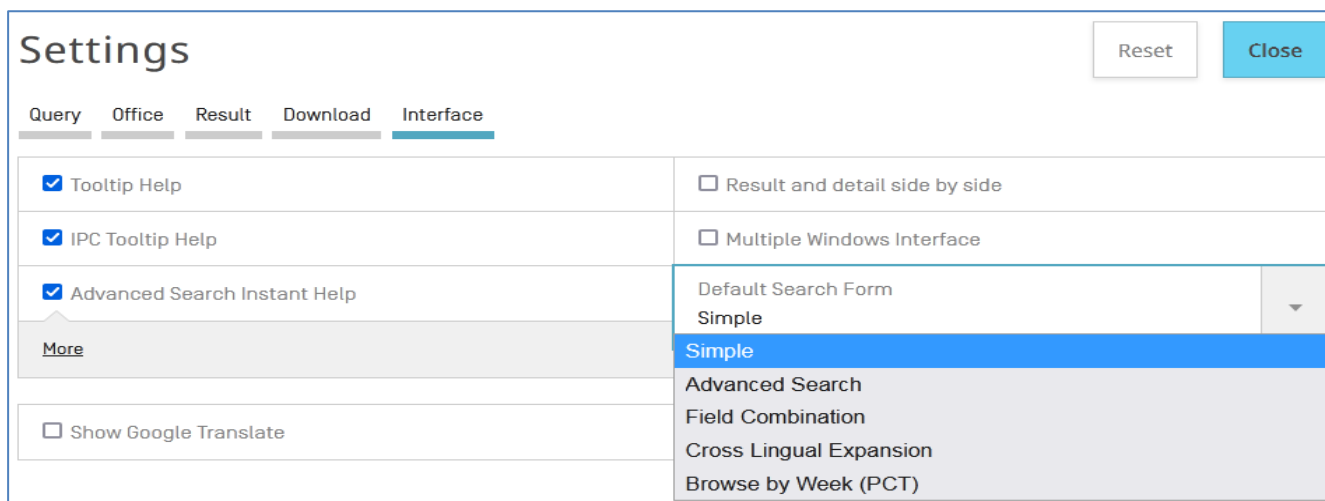 Settings
Reset
Close
Query Office Result Download Interface
Tooltip Help
Result and detail side by side
IPC Tooltip Help
Multiple Windows Interface
Advanced Search Instant Help
Default Search Form
Simple
More
Simple
Advanced Search
Field Combination
Cross Lingual Expansion
Browse by Week (PCT)
Show Google Translate